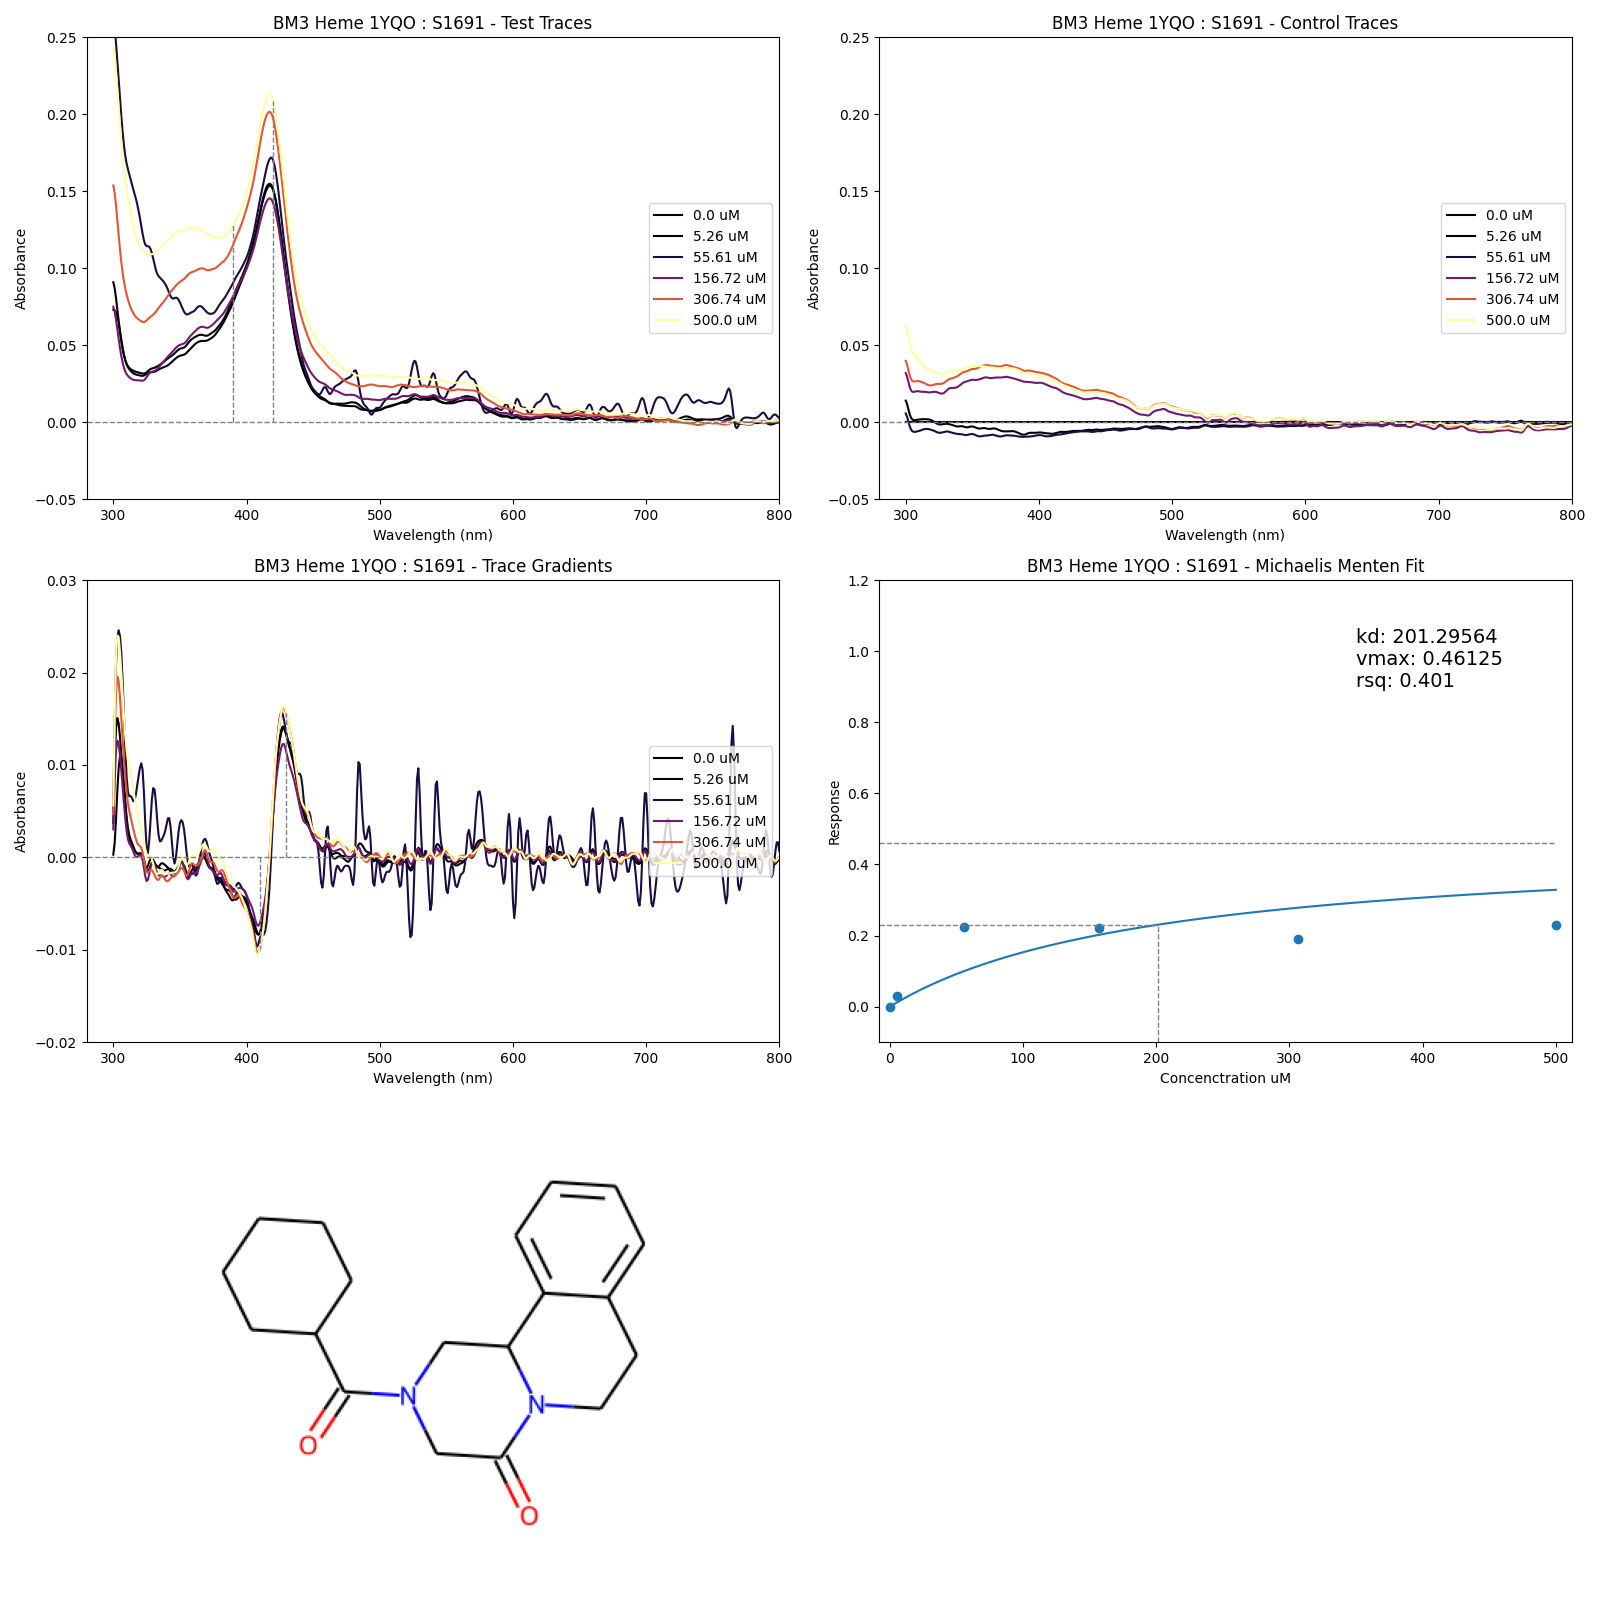 BM3 Heme 1YQO : S1691 - Test Traces
0.25
0.20
0.15
0.10
0.05
0.00
−0.05
Absorbance
300
400
500
600
700
800
Wavelength (nm)
0.0 uM
5.26 uM
55.61 uM
156.72 uM
306.74 uM
500.0 uM
BM3 Heme 1YQO : S1691 - Control Traces
0.25
0.20
0.15
0.10
0.05
0.00
−0.05
Absorbance
300
400
500
600
700
800
Wavelength (nm)
0.0 uM
5.26 uM
55.61 uM
156.72 uM
306.74 uM
500.0 uM
BM3 Heme 1YQO : S1691 - Trace Gradients
0.03
0.02
0.01
0.00
−0.01
−0.02
Absorbance
300
400
500
600
700
800
Wavelength (nm)
0.0 uM
5.26 uM
55.61 uM
156.72 uM
306.74 uM
500.0 uM
BM3 Heme 1YQO : S1691 - Michaelis Menten Fit
1.2
1.0
0.8
0.6
0.4
0.2
0.0
Response
kd: 201.29564
vmax: 0.46125
rsq: 0.401
0
100
200
300
400
500
Concenctration uM
N
N
O
O